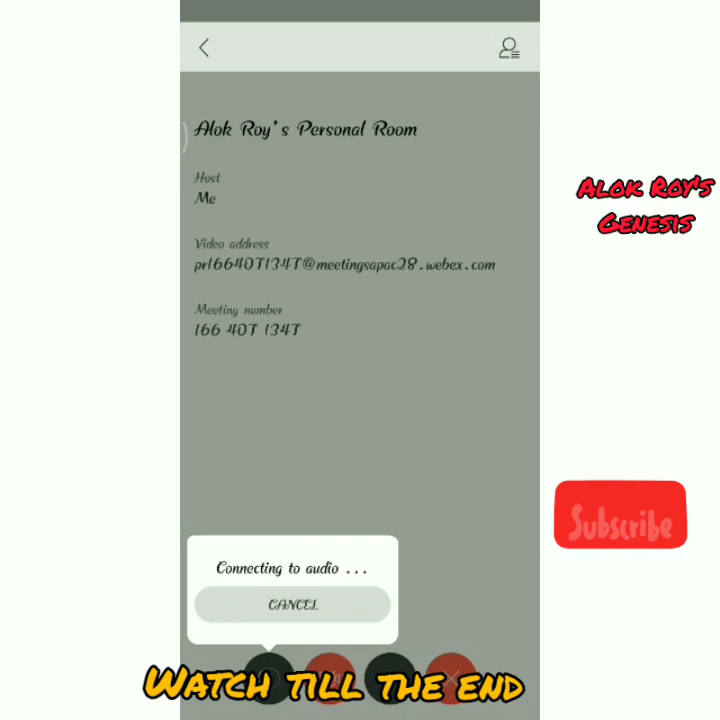 Alok Roy's Personal Room
Host
Me
Video address
pr1664071347@meetingsapac28.webex.com
Meeting number
166 407 1347
Alok Roy's
Genesis
Subscribe
Connecting to audio ...
CANCEL
Watch till the end